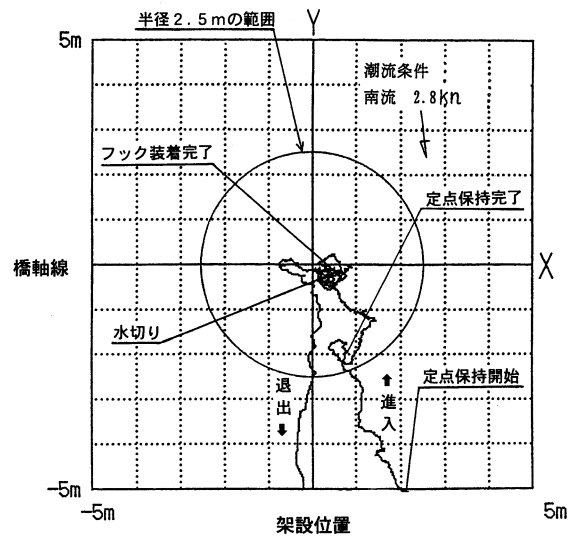 半径2.5mの範囲
Y
5m
潮流条件
南流 2.8kn
フック装着完了
定点保持完了
橋軸線
X
水切り
定点保持開始
退出
進入
-5m
-5m
5m
架設位置